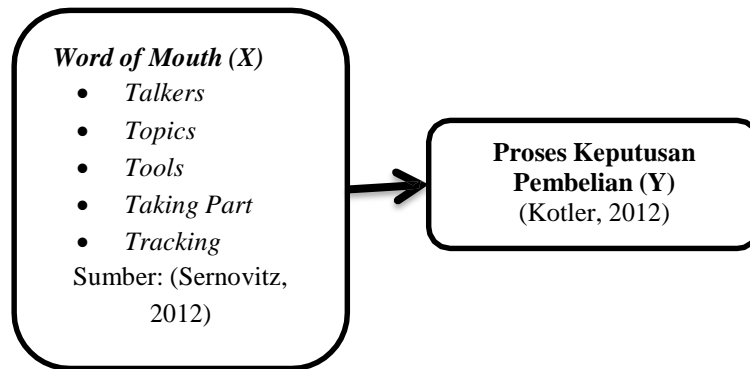 Word of Mouth (X)
• Talkers
• Topics
• Tools
• Taking Part
• Tracking
Sumber: (Sernovitz,
2012)
Proses Keputusan
Pembelian (Y)
(Kotler, 2012)